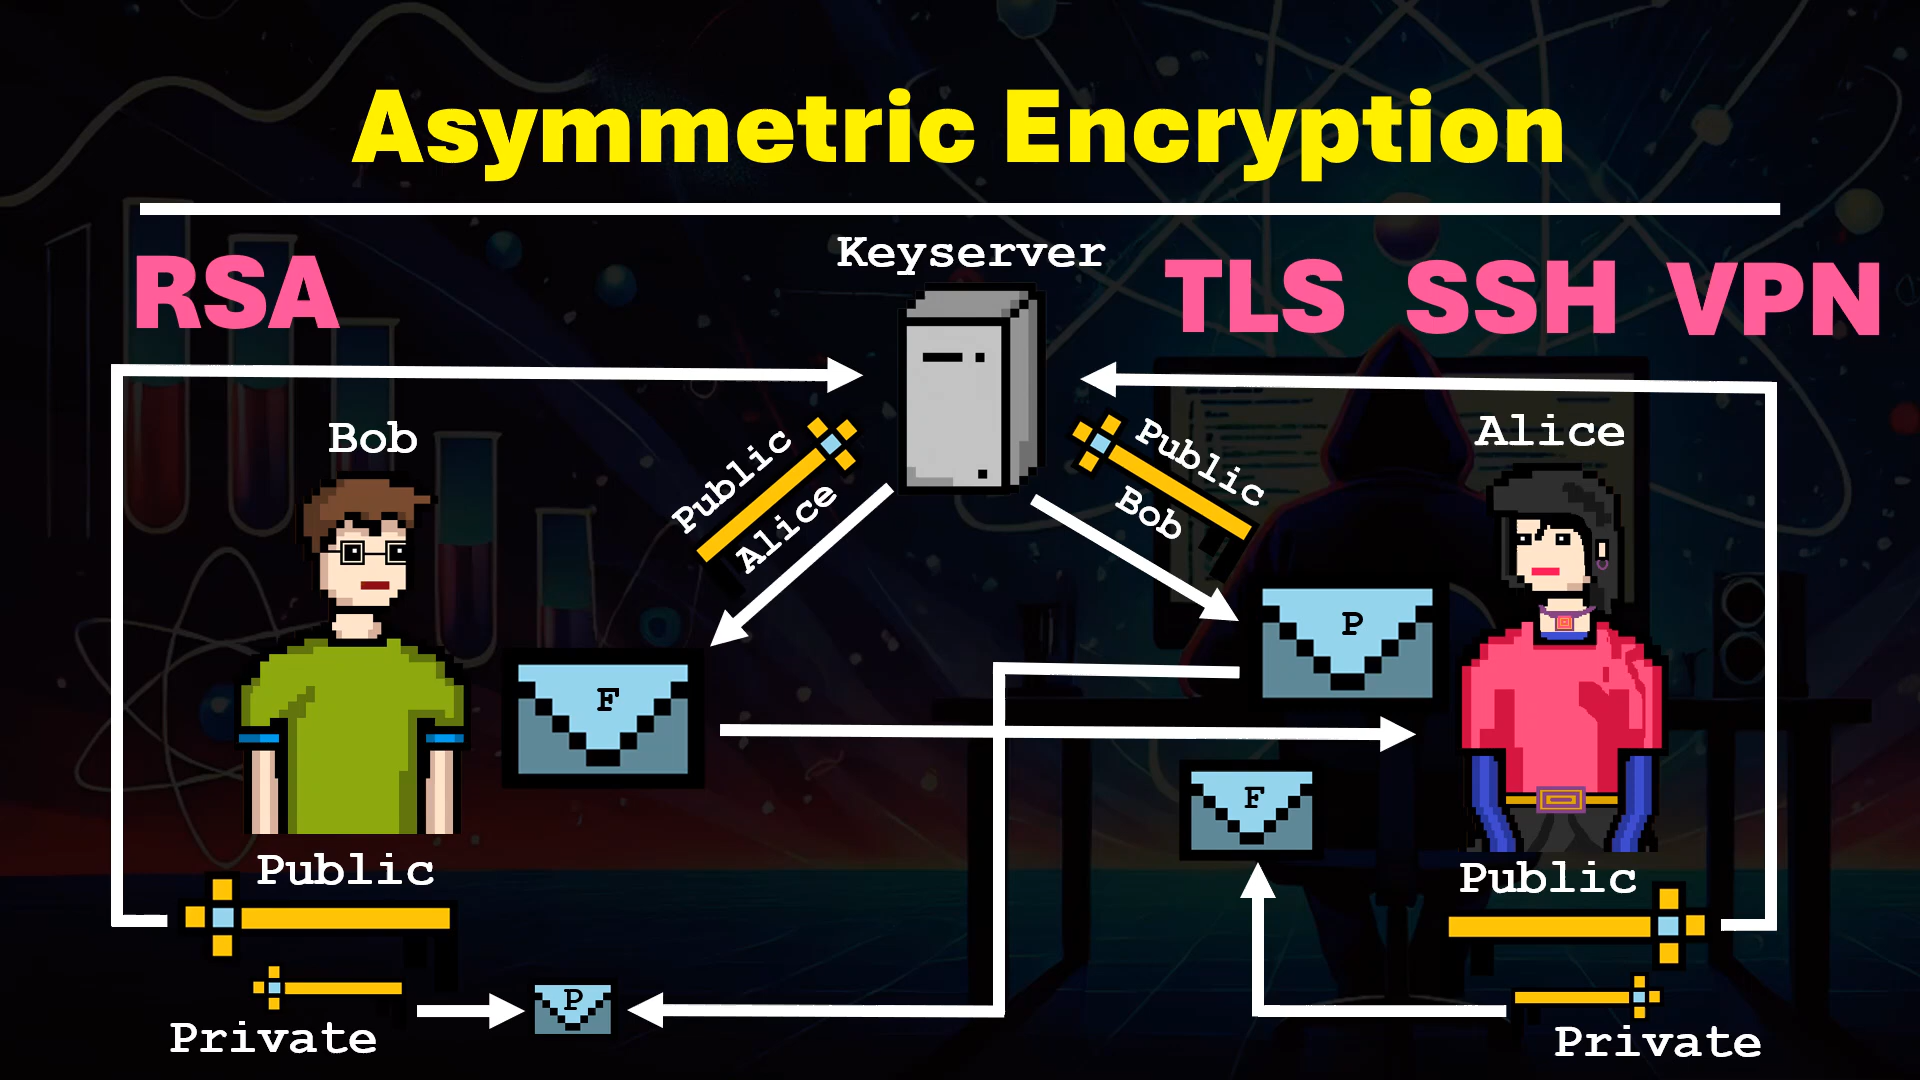 Asymmetric Encryption
Keyserver
RSA
TLS SSH VPN
Bob
Alice
Public
Alice
Public
Bob
P
F
F
Public
Public
P
Private
Private